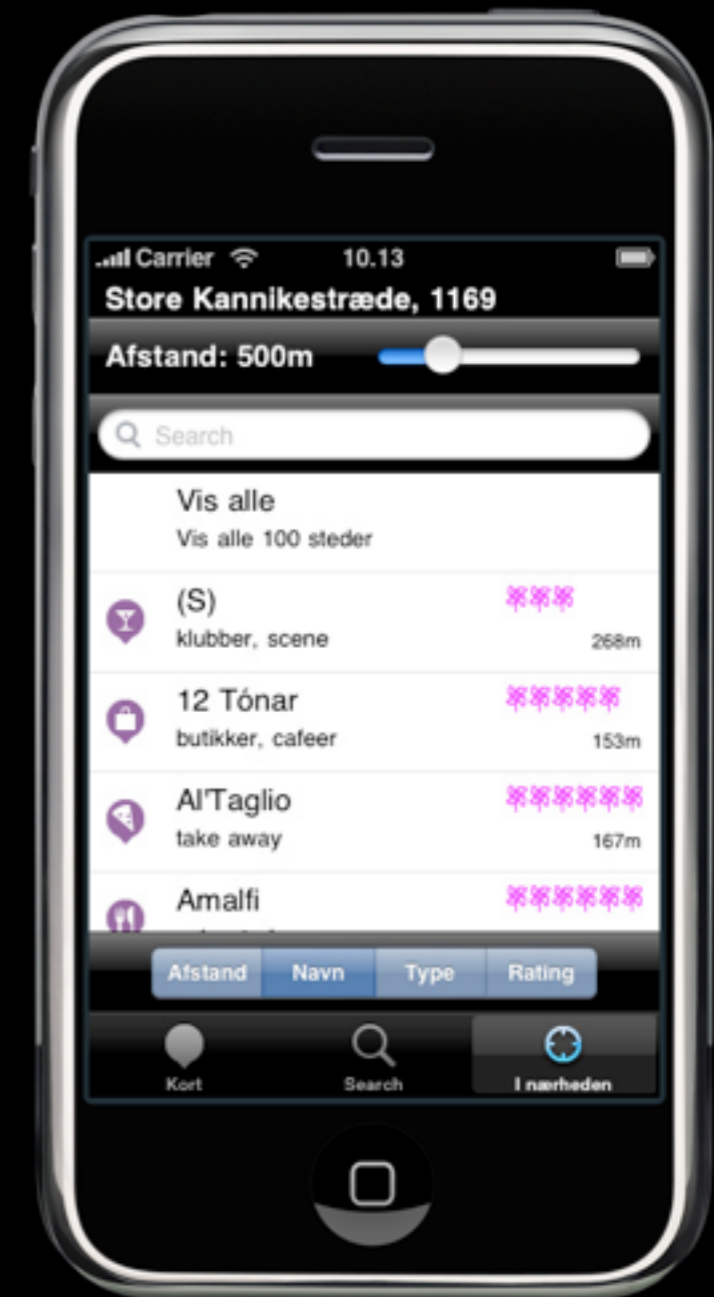 Carrier 10.13
Store Kannikestræde, 1169
Afstand: 500m
Search
Vis alle
Vis alle 100 steder
(S)
klubber, scene 268m
12 Tónar
butikker, cafeer 153m
Al'Taglio
take away 167m
Amalfi
Afstand Navn Type Rating
Kort Search I nærheden